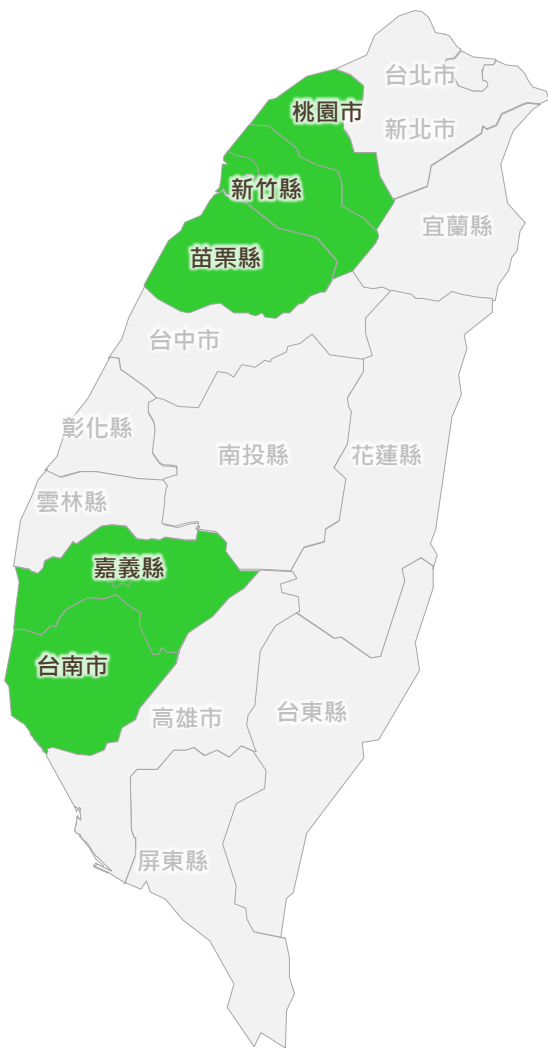 台北市
桃園市
新北市
新竹縣
宜蘭縣
苗栗縣
台中市
彰化縣
南投縣
花蓮縣
雲林縣
嘉義縣
台南市
高雄市
台東縣
屏東縣